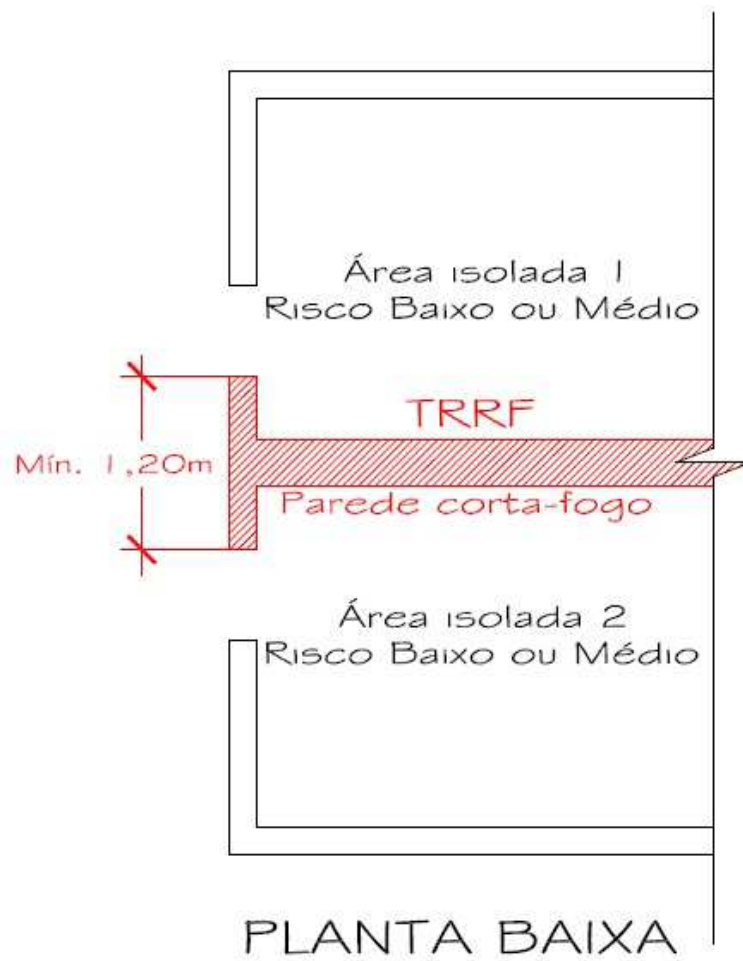 Área isolada 1
Risco Baixo ou Médio
TRRF
Mín. 1,20m
Parede corta-fogo
Área isolada 2
Risco Baixo ou Médio
PLANTA BAIXA